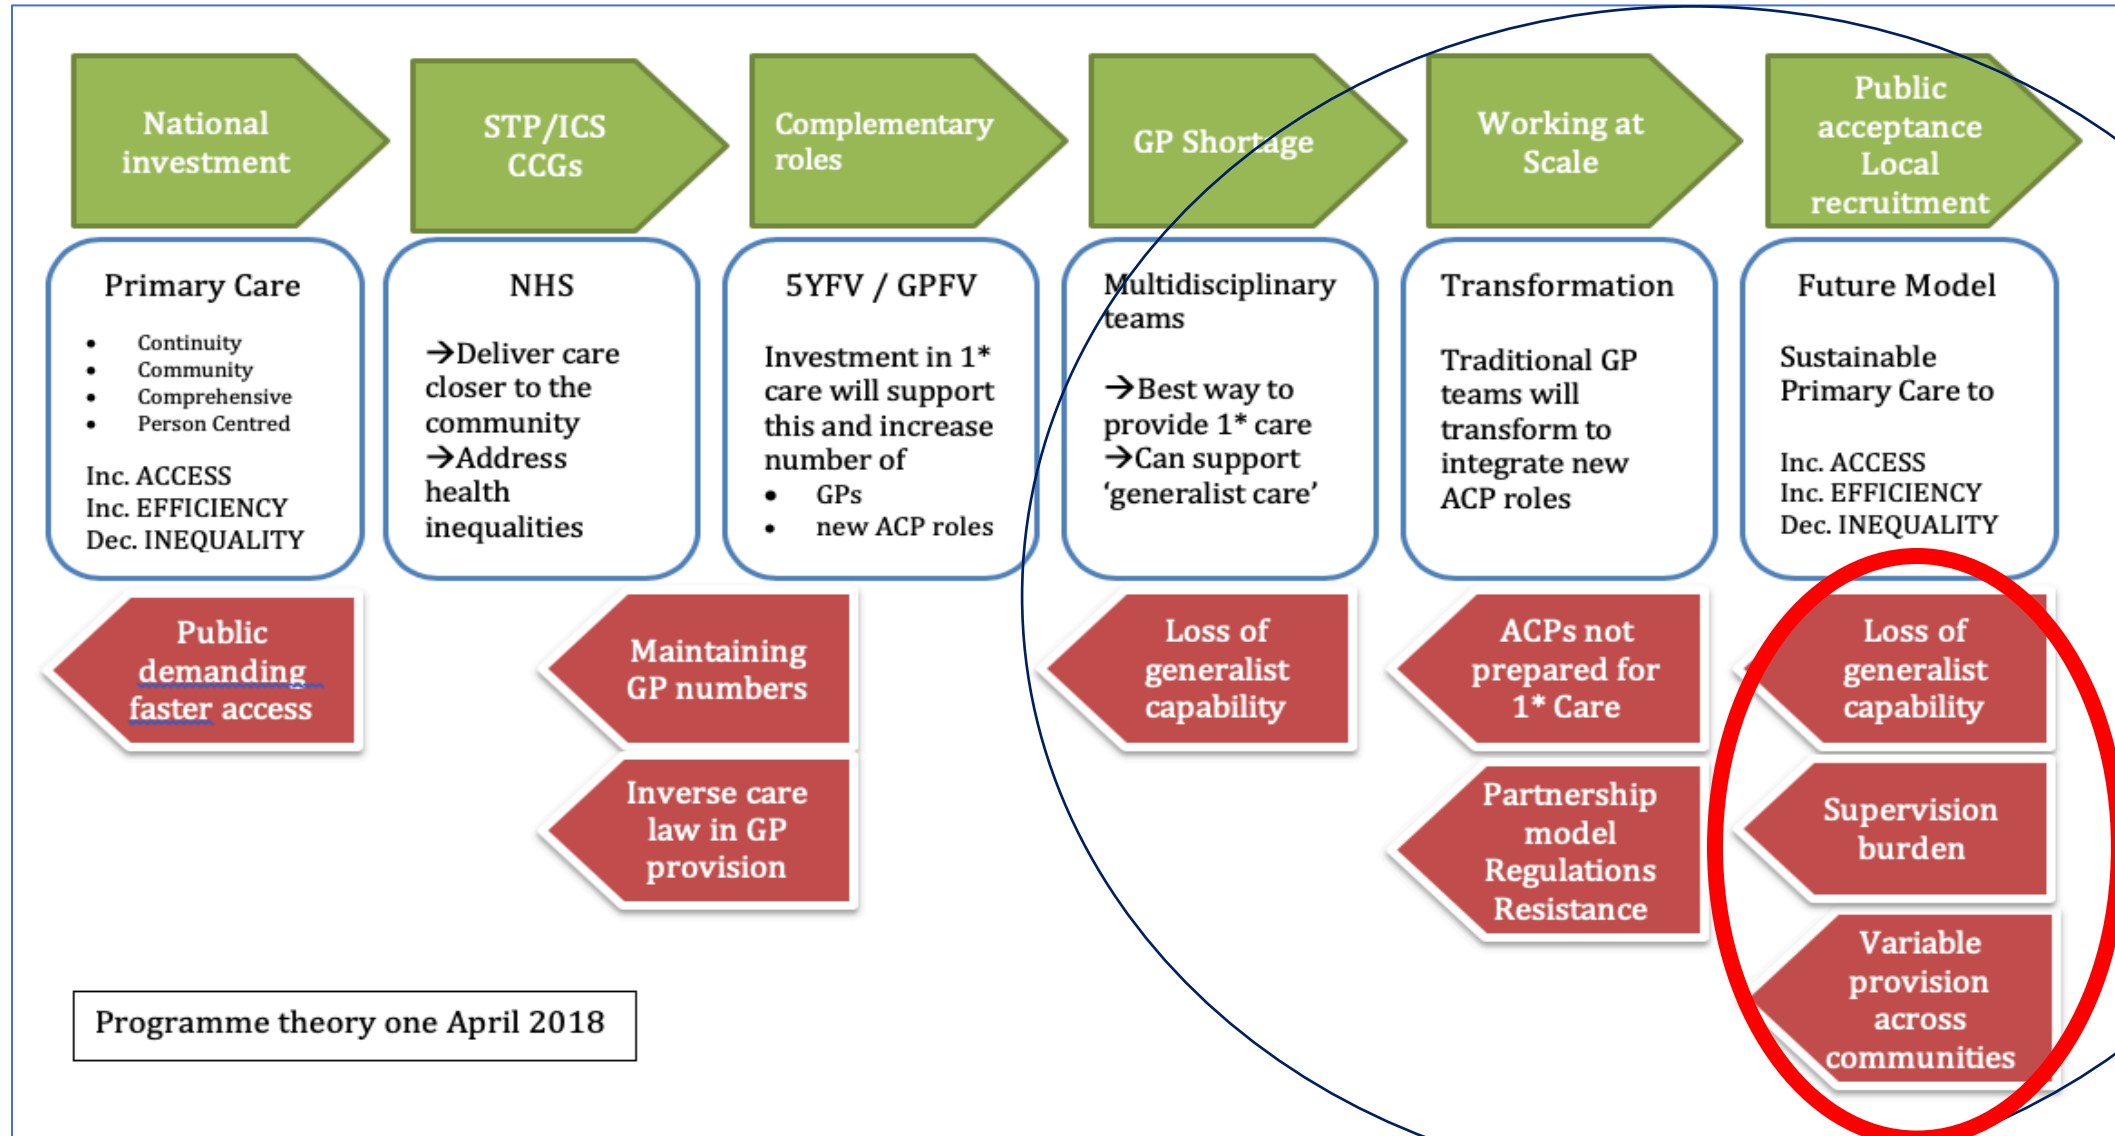 National
investment
STP/ICS
CCGs
Complementary
roles
GP Shortage
Working at
Scale
Public
acceptance
Local
recruitment
Primary Care
• Continuity
• Community
• Comprehensive
• Person Centred
Inc. ACCESS
Inc. EFFICIENCY
Dec. INEQUALITY
NHS
→Deliver care
closer to the
community
→Address
health
inequalities
5YFV / GPFV
Investment in 1*
care will support
this and increase
number of
• GPs
• new ACP roles
Multidisciplinary
teams
→Best way to
provide 1* care
→Can support
‘generalist care’
Transformation
Traditional GP
teams will
transform to
integrate new
ACP roles
Future Model
Sustainable
Primary Care to
Inc. ACCESS
Inc. EFFICIENCY
Dec. INEQUALITY
Public
demanding
faster access
Maintaining
GP numbers
Inverse care
law in GP
provision
Loss of
generalist
capability
ACPs not
prepared for
1* Care
Partnership
model
Regulations
Resistance
Loss of
generalist
capability
Supervision
burden
Variable
provision
across
communities
Programme theory one April 2018